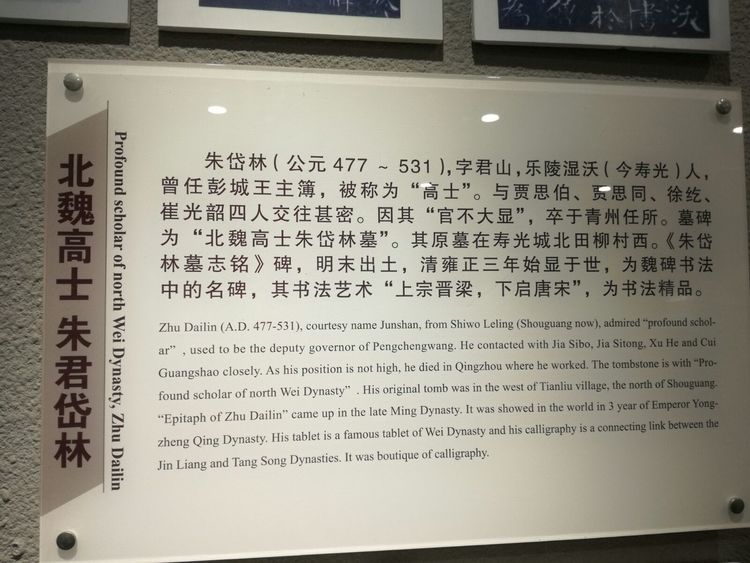 北魏高士 朱君岱林
Profound scholar of north Wei Dynasty, Zhu Dailin
朱岱林（公元477 ~ 531），字君山，乐陵湿沃（今寿光）人，
曾任彭城王主簿，被称为“高士”。与贾思伯、贾思同、徐纥、
崔光韶四人交往甚密。因其“官不大显”，卒于青州任所。墓碑
为“北魏高士朱岱林墓”。其原墓在寿光城北田柳村西。《朱岱
林墓志铭》碑，明末出土，清雍正三年始显于世，为魏碑书法
中的名碑，其书法艺术“上宗晋梁，下启唐宋”，为书法精品。
Zhu Dailin (A.D. 477-531), courtesy name Junshan, from Shiwo Leling (Shouguang now), admired “profound schol-
ar” , used to be the deputy governor of Pengchengwang. He contacted with Jia Sibo, Jia Sitong, Xu He and Cui
Guangshao closely. As his position is not high, he died in Qingzhou where he worked. The tombstone is with “Pro-
found scholar of north Wei Dynasty” . His original tomb was in the west of Tianliu village, the north of Shouguang.
“Epitaph of Zhu Dailin” came up in the late Ming Dynasty. It was showed in the world in 3 year of Emperor Yong-
zheng Qing Dynasty. His tablet is a famous tablet of Wei Dynasty and his calligraphy is a connecting link between the
Jin Liang and Tang Song Dynasties. It was boutique of calligraphy.